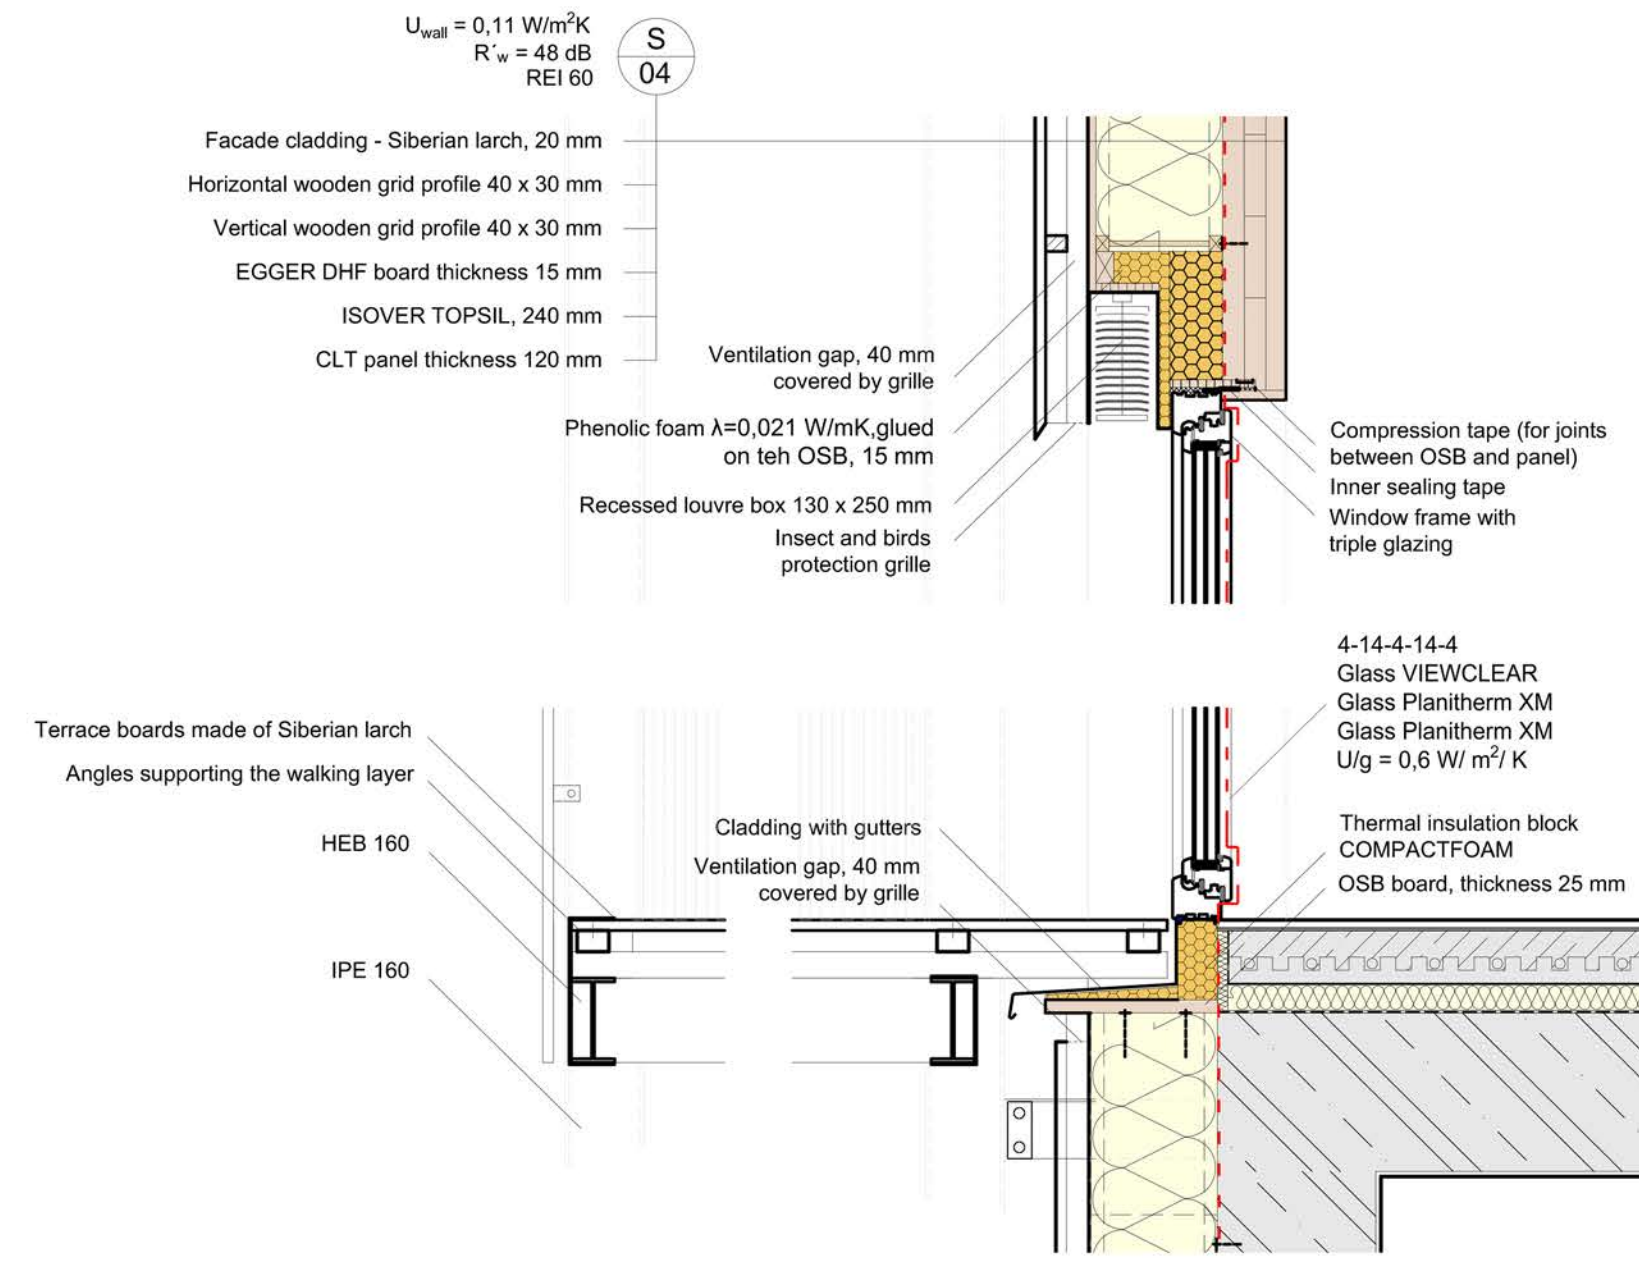 U_wall = 0,11 W/m²K
R´_w = 48 dB
REI 60
S
04
Facade cladding - Siberian larch, 20 mm
Horizontal wooden grid profile 40 x 30 mm
Vertical wooden grid profile 40 x 30 mm
EGGER DHF board thickness 15 mm
ISOVER TOPSIL, 240 mm
CLT panel thickness 120 mm
Ventilation gap, 40 mm
covered by grille
Phenolic foam λ=0,021 W/mK,glued
on teh OSB, 15 mm
Recessed louvre box 130 x 250 mm
Insect and birds
protection grille
Compression tape (for joints
between OSB and panel)
Inner sealing tape
Window frame with
triple glazing
4-14-4-14-4
Glass VIEWCLEAR
Glass Planitherm XM
Glass Planitherm XM
U/g = 0,6 W/ m²/ K
Terrace boards made of Siberian larch
Angles supporting the walking layer
HEB 160
IPE 160
Cladding with gutters
Ventilation gap, 40 mm
covered by grille
Thermal insulation block
COMPACTFOAM
OSB board, thickness 25 mm